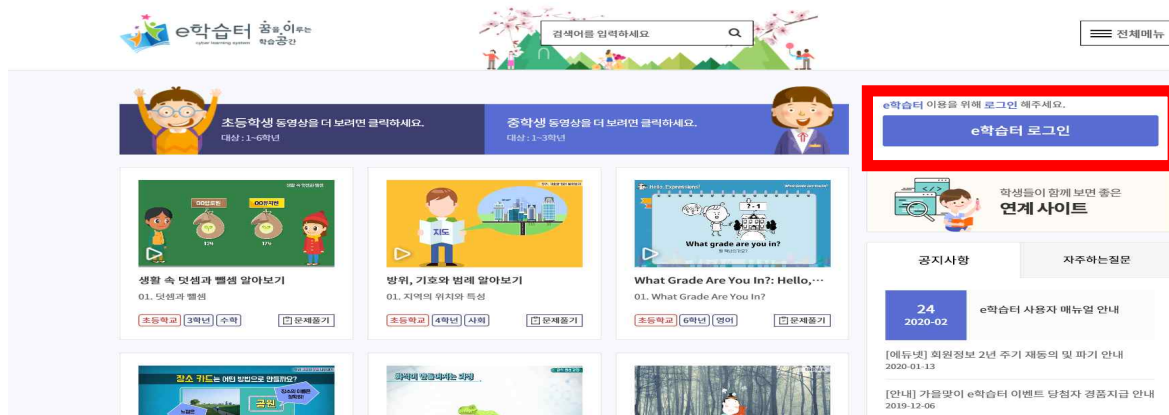 e학습터 꿈을 이루는
cyber learning system 학습공간
검색어를 입력하세요
전체메뉴
초등학생 동영상을 더 보려면 클릭하세요.
대상 : 1~6학년
중학생 동영상을 더 보려면 클릭하세요.
대상 : 1~3학년
e학습터 이용을 위해 로그인 해주세요.
e학습터 로그인
학생들이 함께 보면 좋은
연계 사이트
생활 속 덧셈과 뺄셈 알아보기
01. 덧셈과 뺄셈
초등학교 3학년 수학 문제풀기
지도
방위, 기호와 범례 알아보기
01. 지역의 위치와 특성
초등학교 4학년 사회 문제풀기
Hello, Expressions!
?-1
What grade are you in?
What Grade Are You In?: Hello,···
01. What Grade Are You In?
초등학교 6학년 영어 문제풀기
공지사항
자주하는질문
24
2020-02
e학습터 사용자 매뉴얼 안내
[에듀넷] 회원정보 2년 주기 재동의 및 파기 안내
2020-01-13
[안내] 가을맞이 e학습터 이벤트 당첨자 경품지급 안내
2019-12-06
장소 카드는 어떤 방법으로 만들까요?
공원
화석이 만들어지는 과정